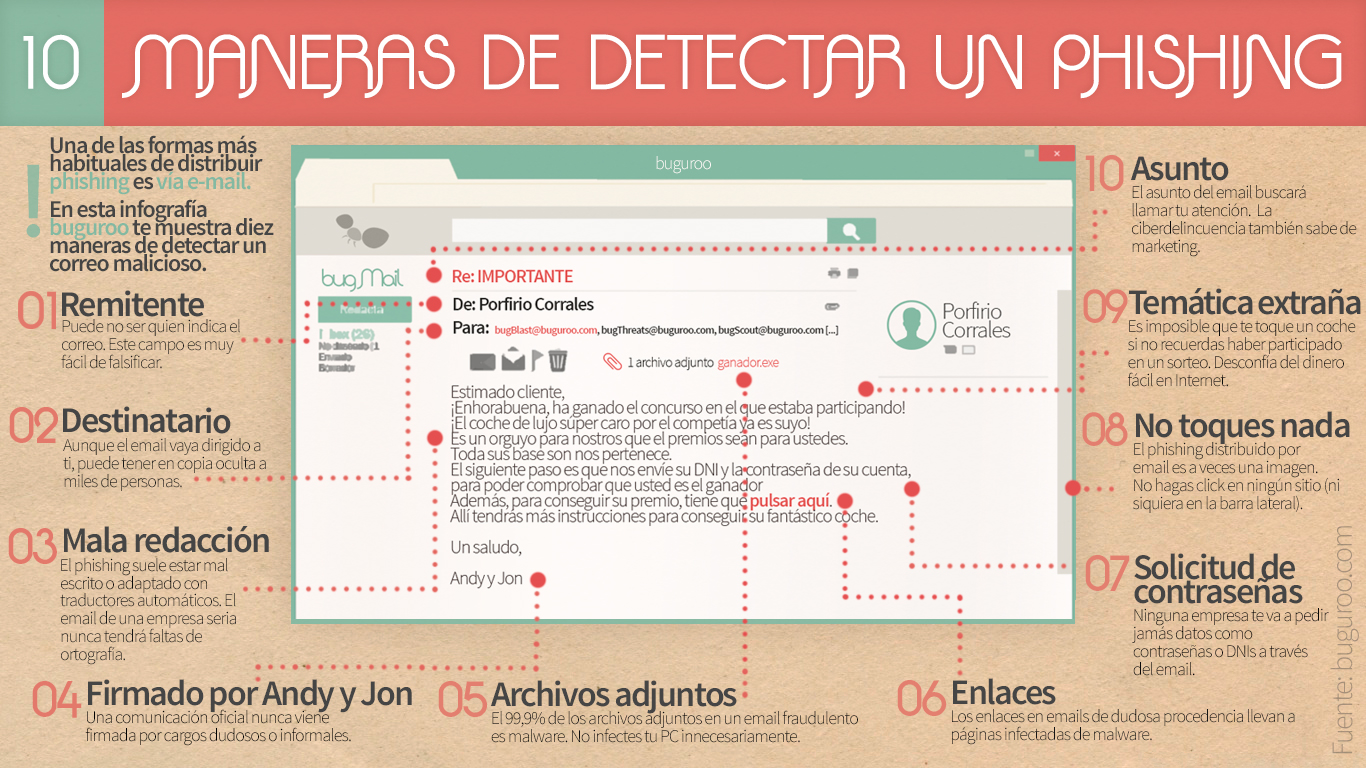 10 MANERAS DE DETECTAR UN PHISHING
Una de las formas más
habituales de distribuir
phishing es vía e-mail.
!
En esta infografía
buguroo te muestra diez
maneras de detectar un
correo malicioso.
01 Remitente
Puede no ser quien indica el
correo. Este campo es muy
fácil de falsificar.
02 Destinatario
Aunque el email vaya dirigido a
ti, puede tener en copia oculta a
miles de personas.
03 Mala redacción
El phishing suele estar mal
escrito o adaptado con
traductores automáticos. El
email de una empresa seria
nunca tendrá faltas de
ortografía.
04 Firmado por Andy y Jon
Una comunicación oficial nunca viene
firmada por cargos dudosos o informales.
buguroo
bugMail
Redacta
box (26)
Enviado
Borrador
Re: IMPORTANTE
De: Porfirio Corrales
Para: bugBlast@buguroo.com, bugThreats@buguroo.com, bugScout@buguroo.com [...]
1 archivo adjunto ganador.exe
Porfirio
Corrales
Estimado cliente,
¡Enhorabuena, ha ganado el concurso en el que estaba participando!
¡El coche de lujo súper caro por el competía ya es suyo!
Es un orguyo para nostros que el premios sean para ustedes.
Toda sus base son nos pertenece.
El siguiente paso es que nos envíe su DNI y la contraseña de su cuenta,
para poder comprobar que usted es el ganador
Además, para conseguir su premio, tiene que pulsar aquí.
Allí tendrás más instrucciones para conseguir su fantástico coche.
Un saludo,
Andy y Jon
05 Archivos adjuntos
El 99,9% de los archivos adjuntos en un email fraudulento
es malware. No infectes tu PC innecesariamente.
06 Enlaces
Los enlaces en emails de dudosa procedencia llevan a
páginas infectadas de malware.
10 Asunto
El asunto del email buscará
llamar tu atención. La
ciberdelincuencia también sabe de
marketing.
09 Temática extraña
Es imposible que te toque un coche
si no recuerdas haber participado
en un sorteo. Desconfía del dinero
fácil en Internet.
08 No toques nada
El phishing distribuido por
email es a veces una imagen.
No hagas click en ningún sitio (ni
siquiera en la barra lateral).
07 Solicitud de
contraseñas
Ninguna empresa te va a pedir
jamás datos como
contraseñas o DNIs a través
del email.
Fuente: buguroo.com